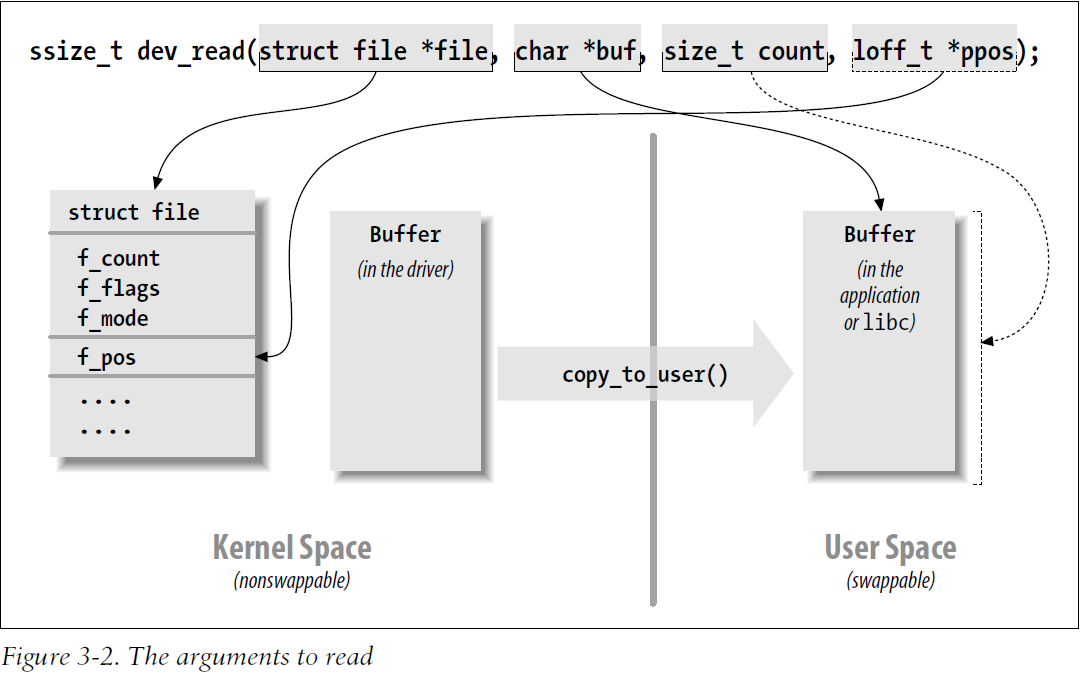 ssize_t dev_read(struct file *file, char *buf, size_t count, loff_t *ppos);
struct file
f_count
f_flags
f_mode
f_pos
....
....
Buffer
(in the driver)
copy_to_user()
Buffer
(in the
application
or libc)
Kernel Space
(nonswappable)
User Space
(swappable)
Figure 3-2. The arguments to read